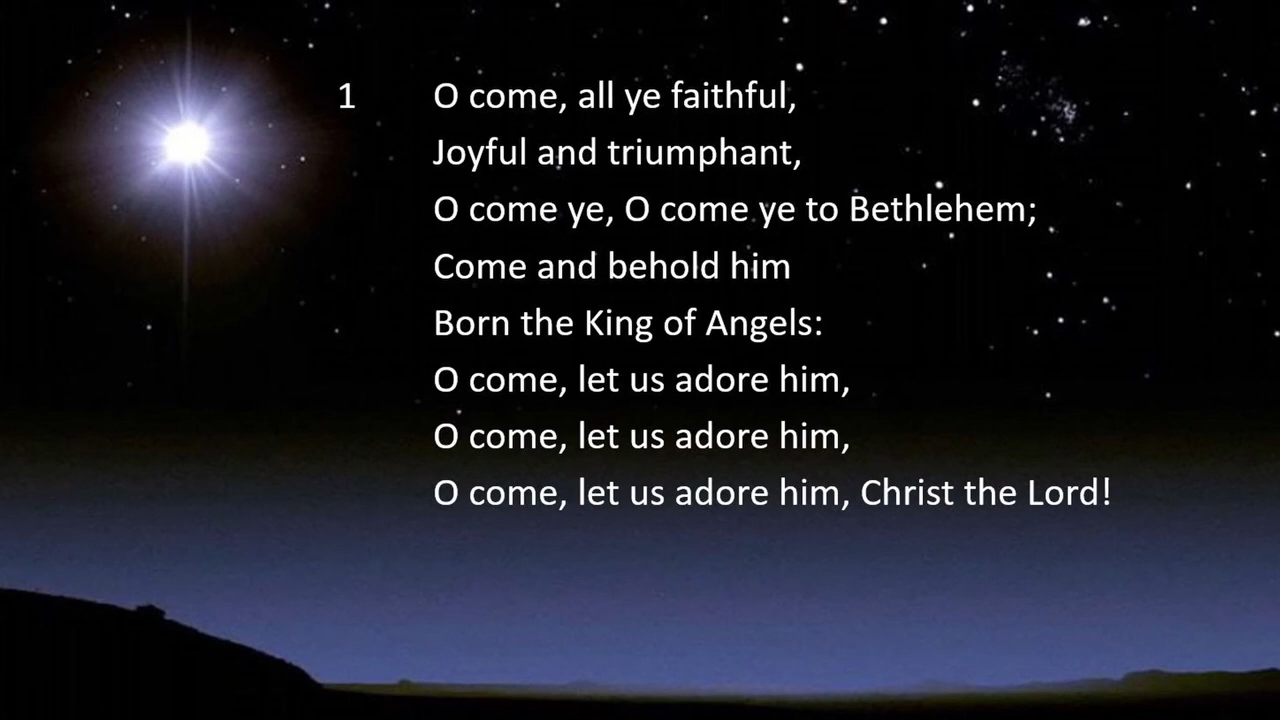 1 O come, all ye faithful,
Joyful and triumphant,
O come ye, O come ye to Bethlehem;
Come and behold him
Born the King of Angels:
O come, let us adore him,
O come, let us adore him,
O come, let us adore him, Christ the Lord!